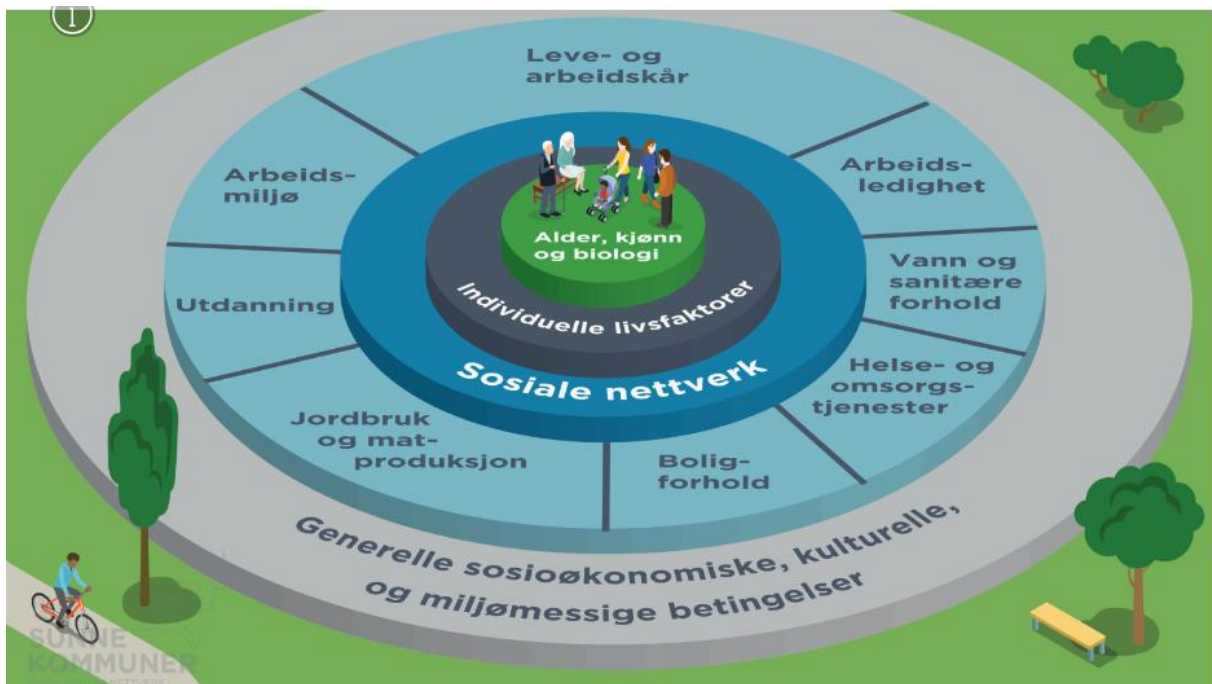 1
Leve- og
arbeidskår
Arbeids-
miljø
Arbeids-
ledighet
Alder, kjønn
og biologi
Vann og
sanitære
forhold
Utdanning
Individuelle livsfaktorer
Sosiale nettverk
Helse- og
omsorgs-
tjenester
Jordbruk
og mat-
produksjon
Bolig-
forhold
Generelle sosioøkonomiske, kulturelle,
og miljømessige betingelser
SUNNE
KOMMUNER